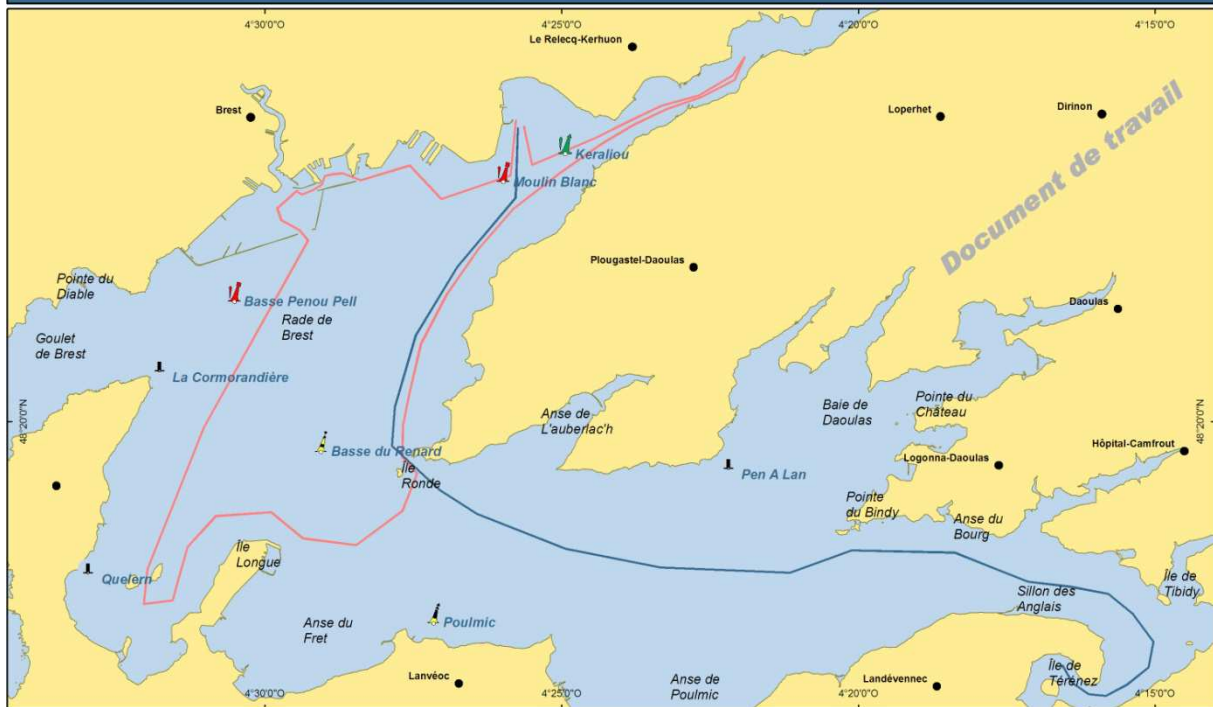 4°30'0"O
4°25'0"O
4°20'0"O
4°15'0"O
Le Relecq-Kerhuon
Brest
Loperhet
Dirinon
Document de travail
Keraliou
Moulin Blanc
Plougastel-Daoulas
Pointe du
Diable
Basse Penou Pell
Daoulas
Rade de
Brest
Goulet
de Brest
La Cormorandière
48°20'0"N
Anse de
L'auberlac'h
Baie de
Daoulas
Pointe du
Château
48°20'0"N
Basse du Renard
Hôpital-Camfrout
Île
Ronde
Pen A Lan
Logonna-Daoulas
Pointe
du Bindy
Anse du
Bourg
Île
Longue
Quelern
Sillon des
Anglais
Île de
Tibidy
Anse du
Fret
Poulmic
Île de
Térénez
Lanvéoc
Anse de
Poulmic
Landévennec
4°30'0"O
4°25'0"O
4°20'0"O
4°15'0"O